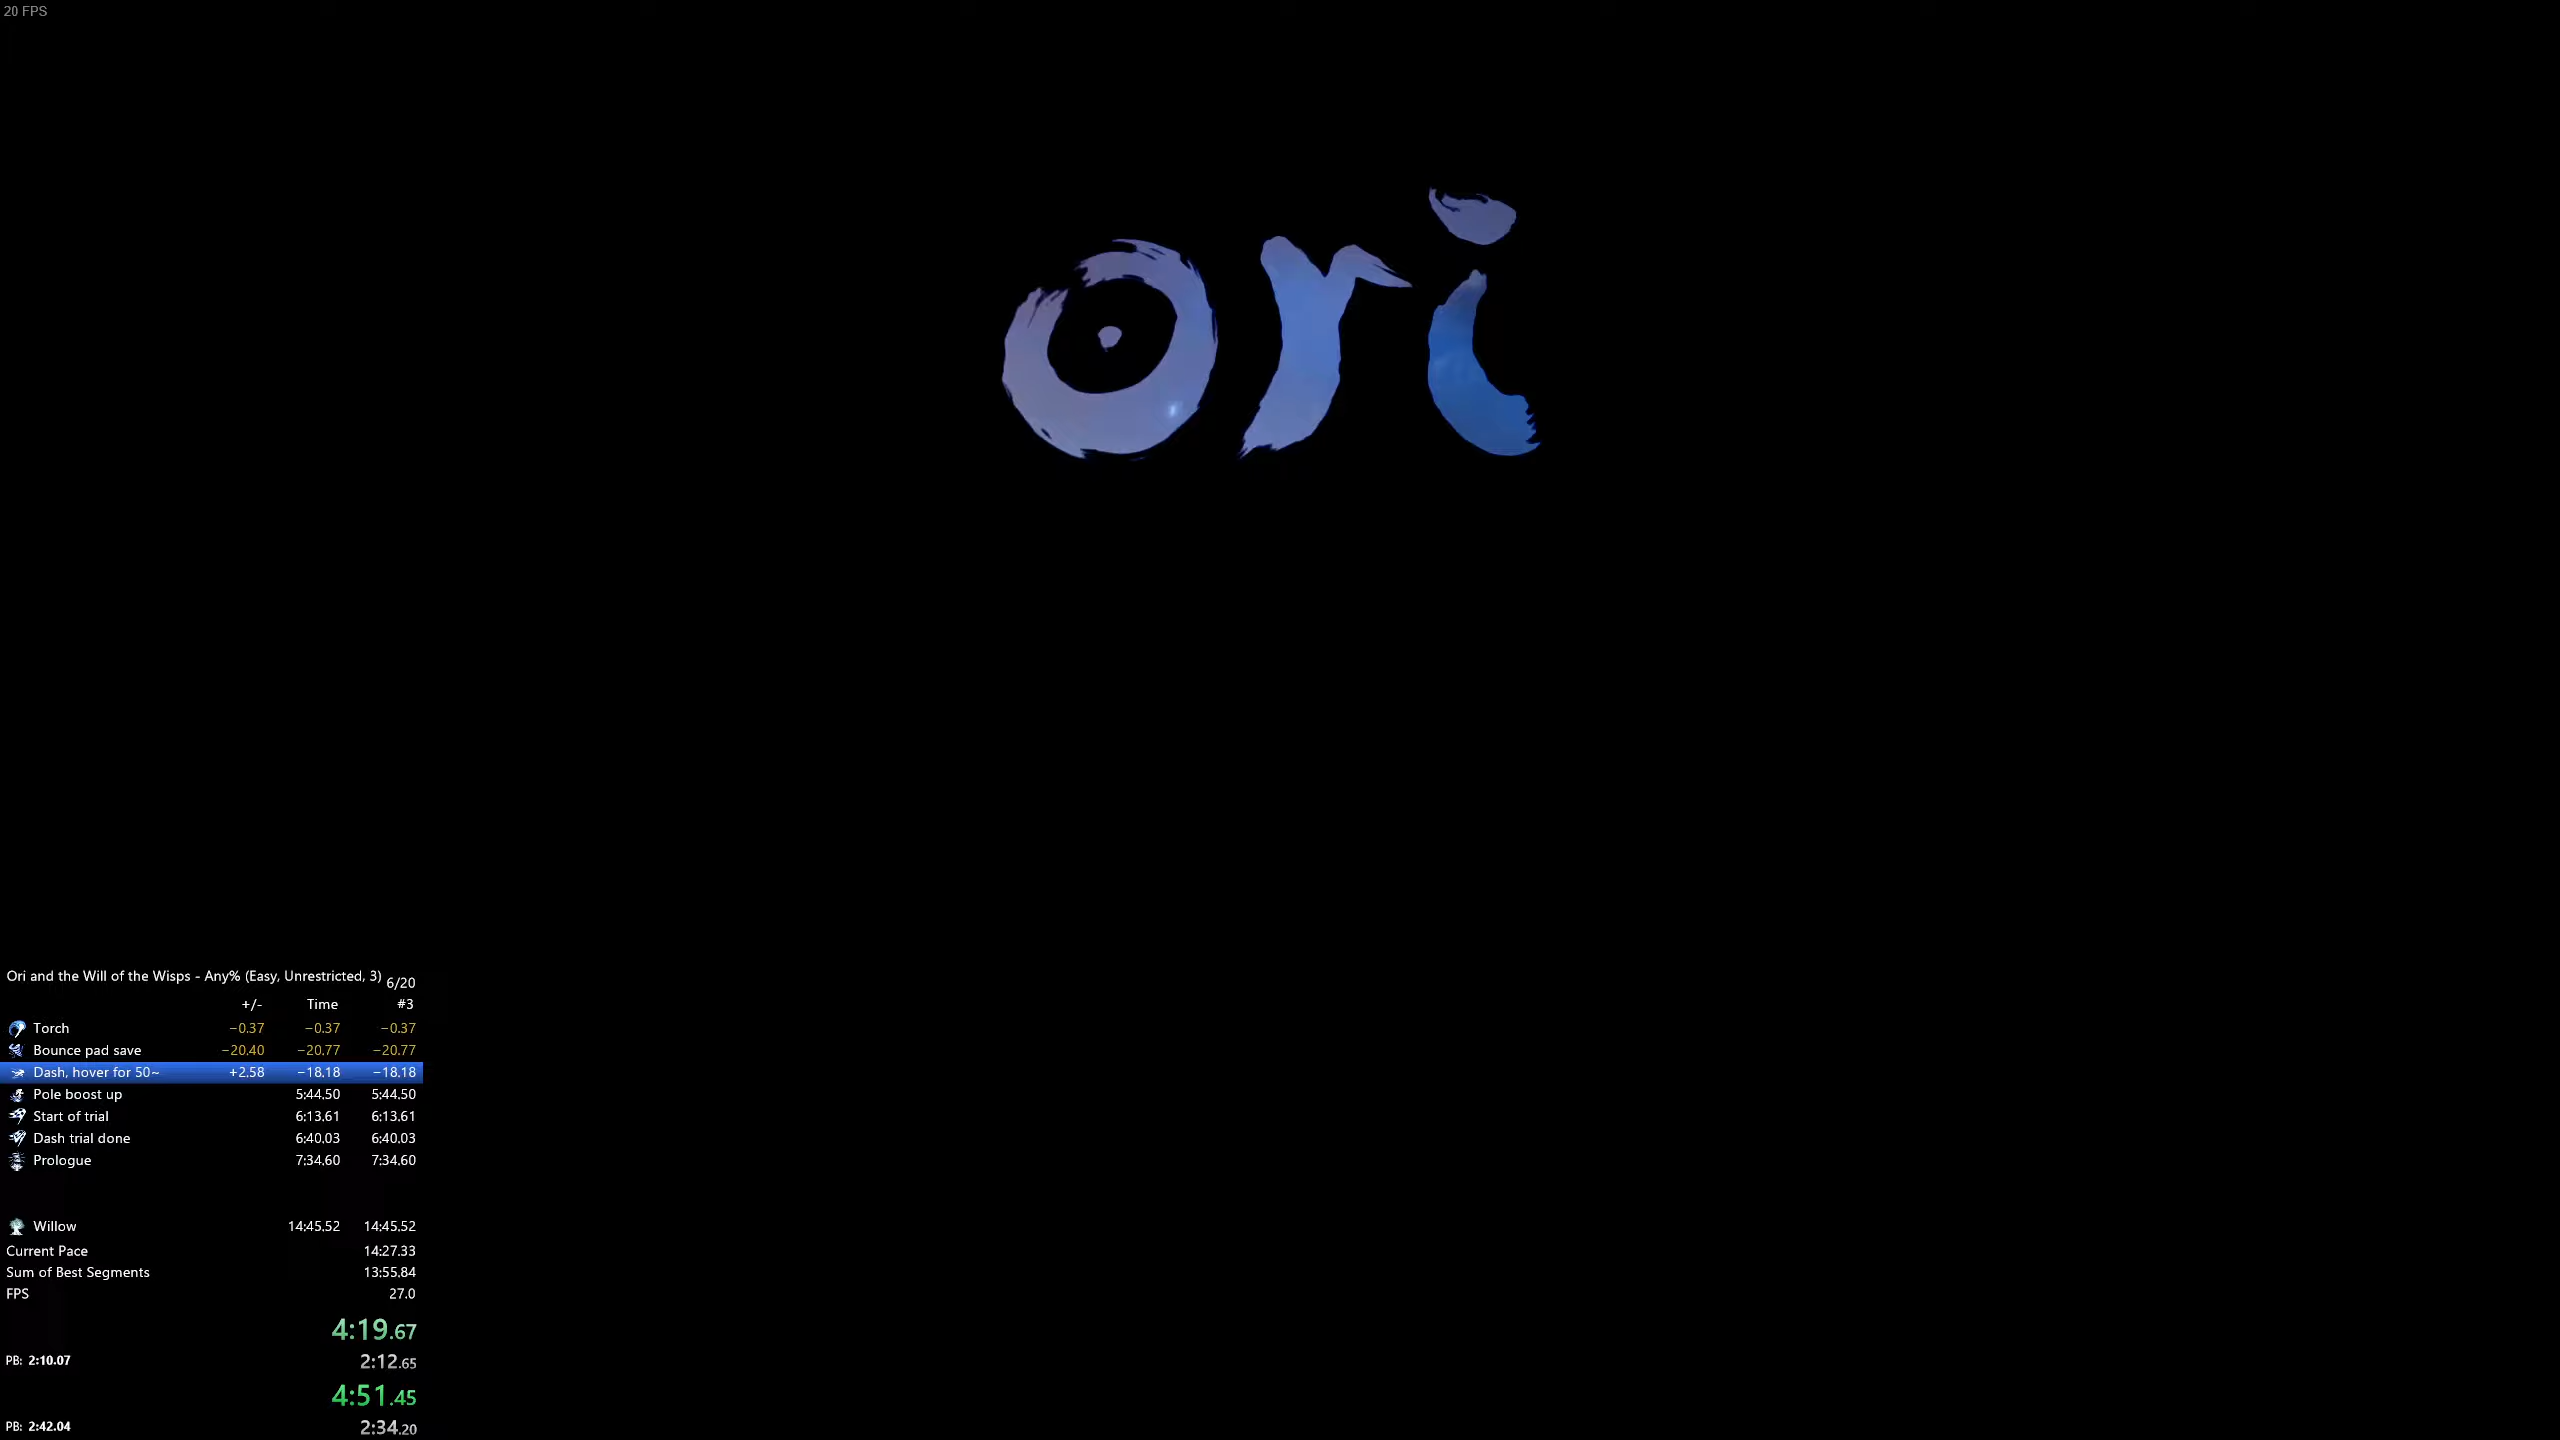 20 FPS
ori
Ori and the Will of the Wisps - Any% (Easy, Unrestricted, 3) 6/20
+/- Time #3
Torch −0.37 −0.37 −0.37
Bounce pad save −20.40 −20.77 −20.77
Dash, hover for 50~ +2.58 −18.18 −18.18
Pole boost up 5:44.50 5:44.50
Start of trial 6:13.61 6:13.61
Dash trial done 6:40.03 6:40.03
Prologue 7:34.60 7:34.60
Willow 14:45.52 14:45.52
Current Pace 14:27.33
Sum of Best Segments 13:55.84
FPS 27.0
4:19.67
PB: 2:10.07 2:12.65
4:51.45
PB: 2:42.04 2:34.20